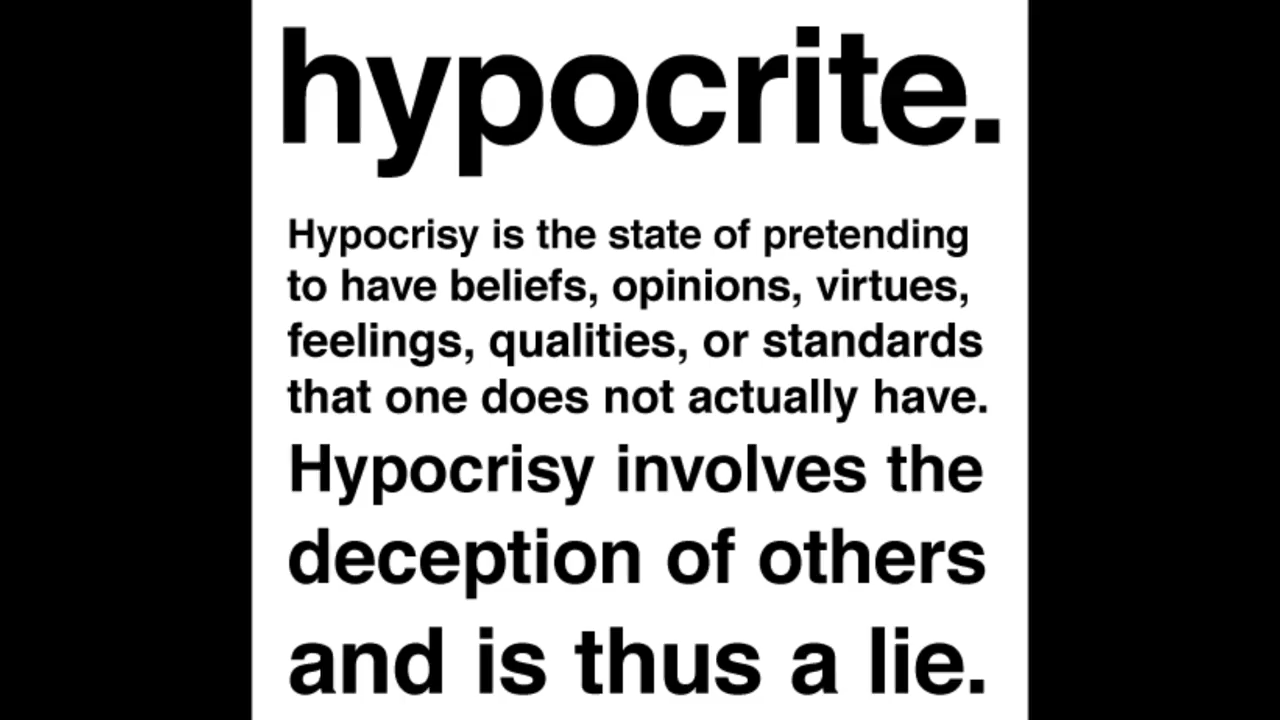 hypocrite.
Hypocrisy is the state of pretending
to have beliefs, opinions, virtues,
feelings, qualities, or standards
that one does not actually have.
Hypocrisy involves the
deception of others
and is thus a lie.